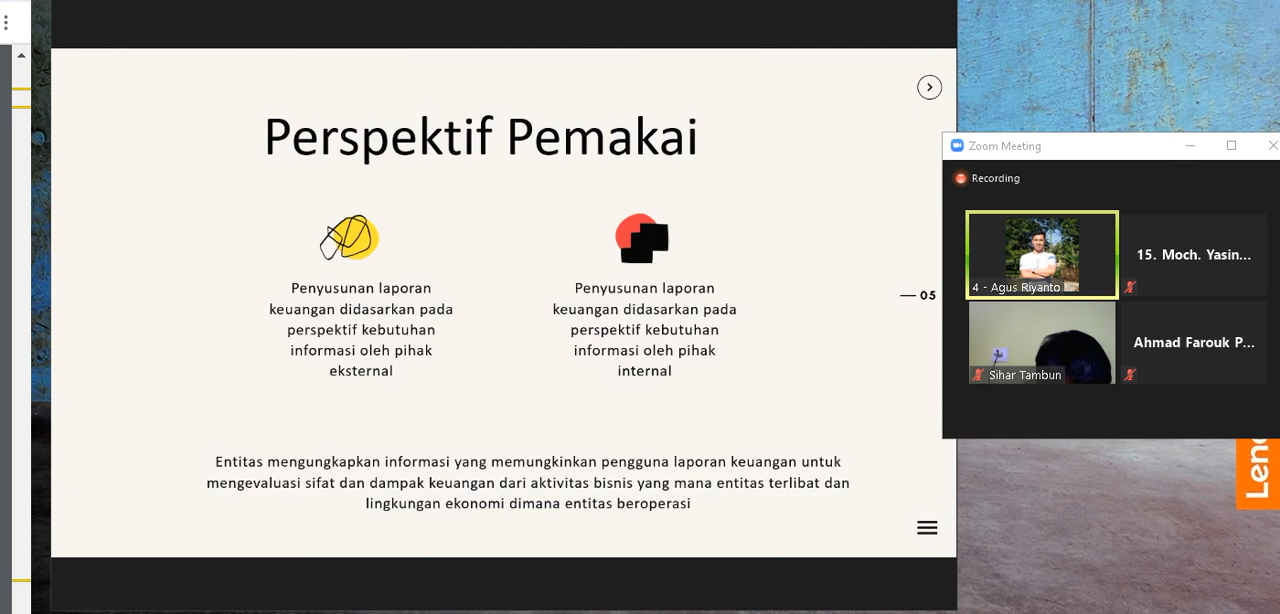 Perspektif Pemakai
Penyusunan laporan
keuangan didasarkan pada
perspektif kebutuhan
informasi oleh pihak
eksternal
Penyusunan laporan
keuangan didasarkan pada
perspektif kebutuhan
informasi oleh pihak
internal
05
Entitas mengungkapkan informasi yang memungkinkan pengguna laporan keuangan untuk
mengevaluasi sifat dan dampak keuangan dari aktivitas bisnis yang mana entitas terlibat dan
lingkungan ekonomi dimana entitas beroperasi
Zoom Meeting
Recording
4 - Agus Riyanto
15. Moch. Yasin...
Sihar Tambun
Ahmad Farouk P...